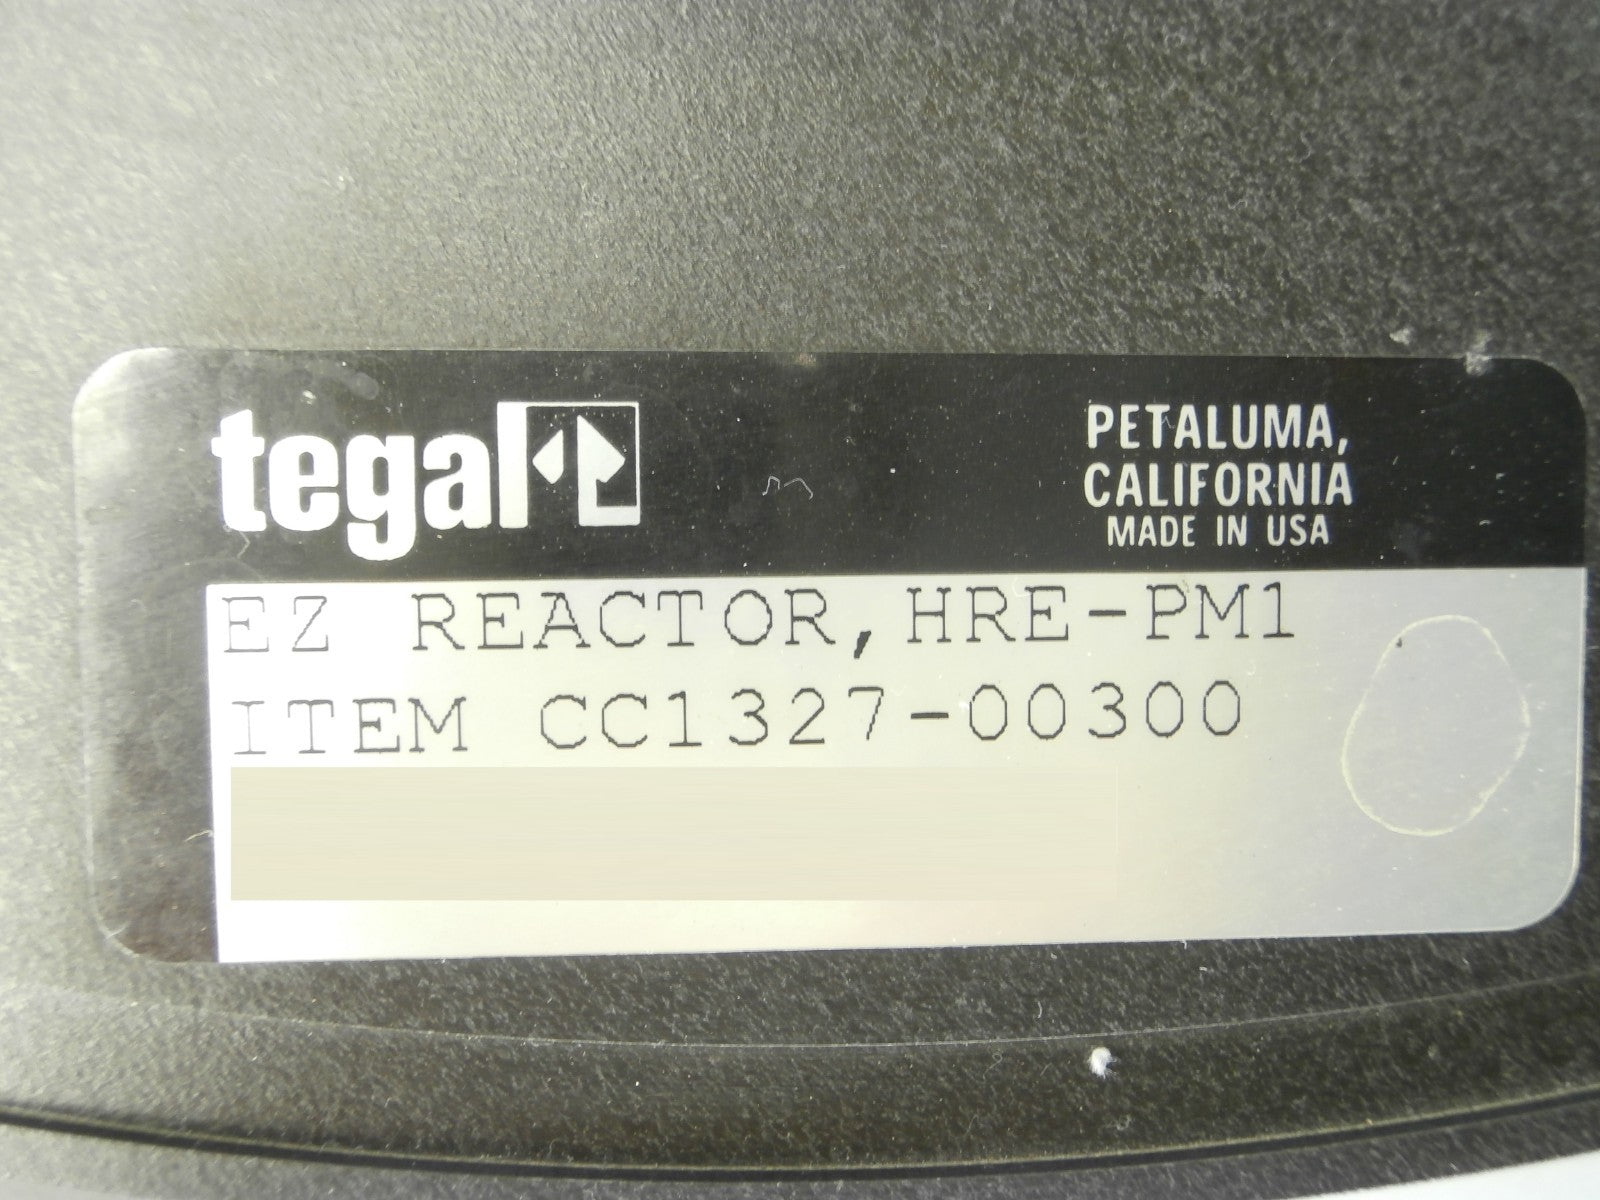 tegal
PETALUMA,
CALIFORNIA
MADE IN USA
EZ REACTOR, HRE-PM1
ITEM CC1327-00300